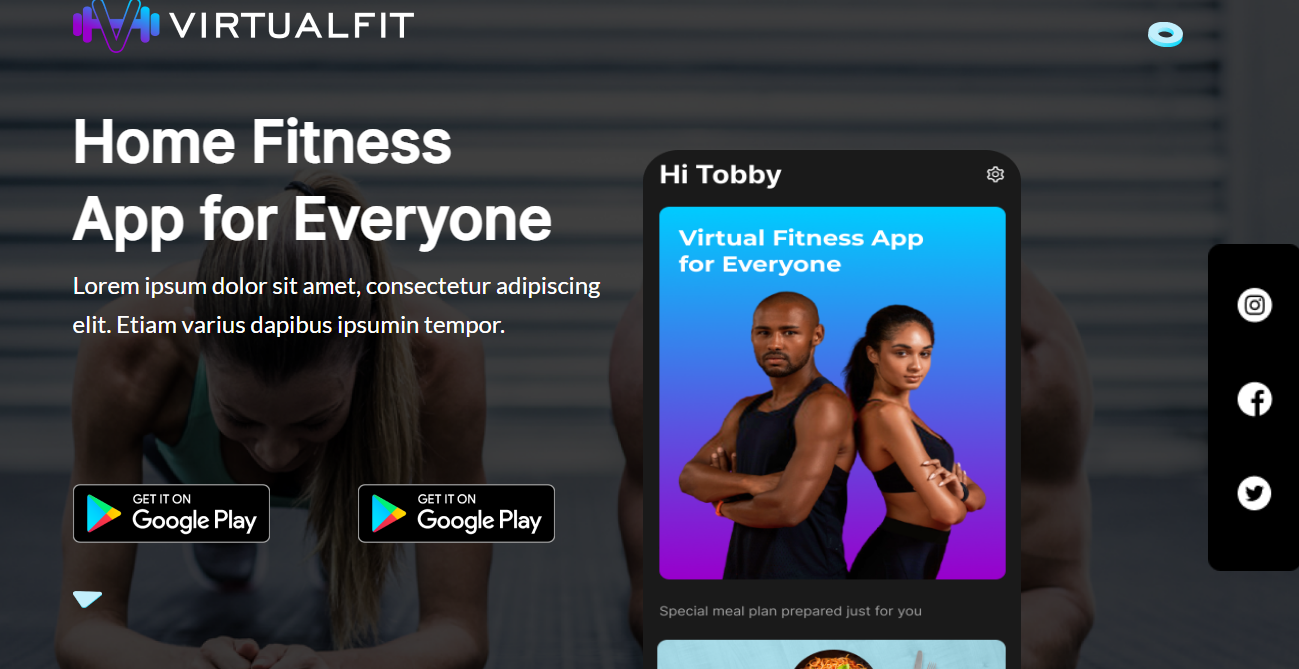 VIRTUALFIT
Home Fitness
App for Everyone
Lorem ipsum dolor sit amet, consectetur adipiscing
elit. Etiam varius dapibus ipsumin tempor.
GET IT ON
Google Play
GET IT ON
Google Play
Hi Tobby
Virtual Fitness App
for Everyone
Special meal plan prepared just for you